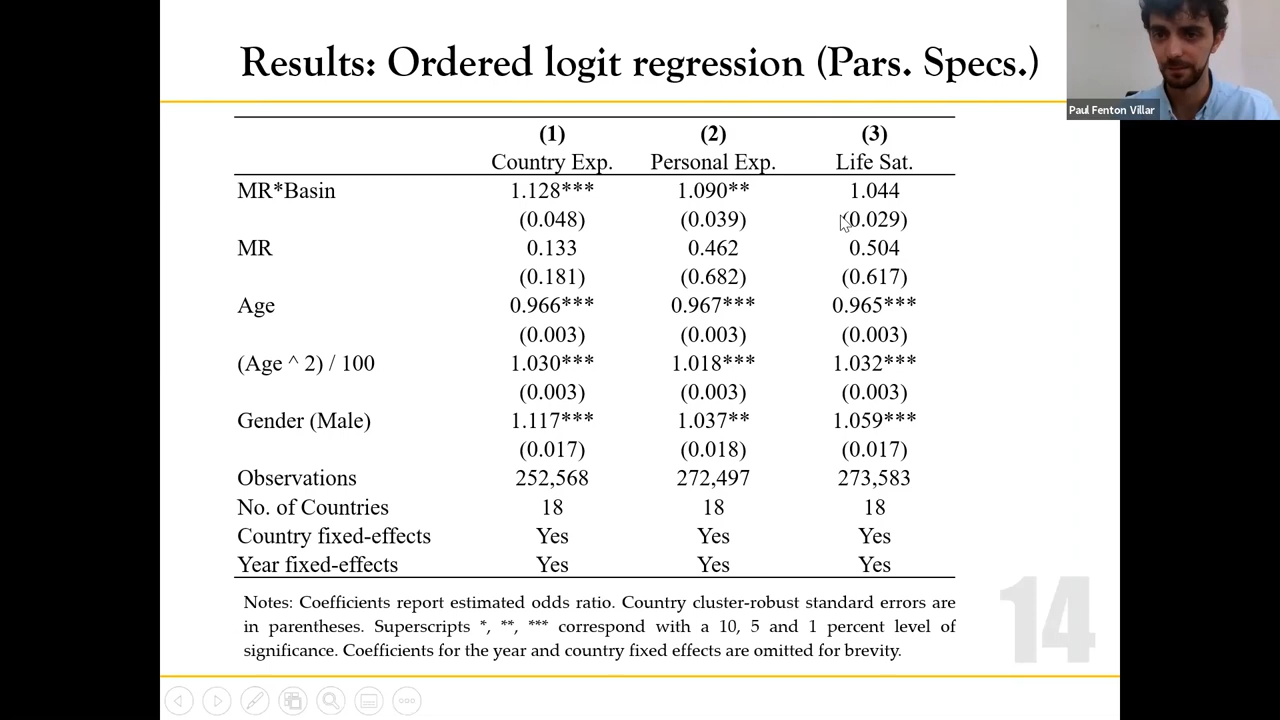 Results: Ordered logit regression (Pars. Specs.)
Paul Fenton Villar
(1) (2) (3)
Country Exp. Personal Exp. Life Sat.
MR*Basin 1.128*** 1.090** 1.044
(0.048) (0.039) (0.029)
MR 0.133 0.462 0.504
(0.181) (0.682) (0.617)
Age 0.966*** 0.967*** 0.965***
(0.003) (0.003) (0.003)
(Age ^ 2) / 100 1.030*** 1.018*** 1.032***
(0.003) (0.003) (0.003)
Gender (Male) 1.117*** 1.037** 1.059***
(0.017) (0.018) (0.017)
Observations 252,568 272,497 273,583
No. of Countries 18 18 18
Country fixed-effects Yes Yes Yes
Year fixed-effects Yes Yes Yes
Notes: Coefficients report estimated odds ratio. Country cluster-robust standard errors are
in parentheses. Superscripts *, **, *** correspond with a 10, 5 and 1 percent level of
significance. Coefficients for the year and country fixed effects are omitted for brevity.
14